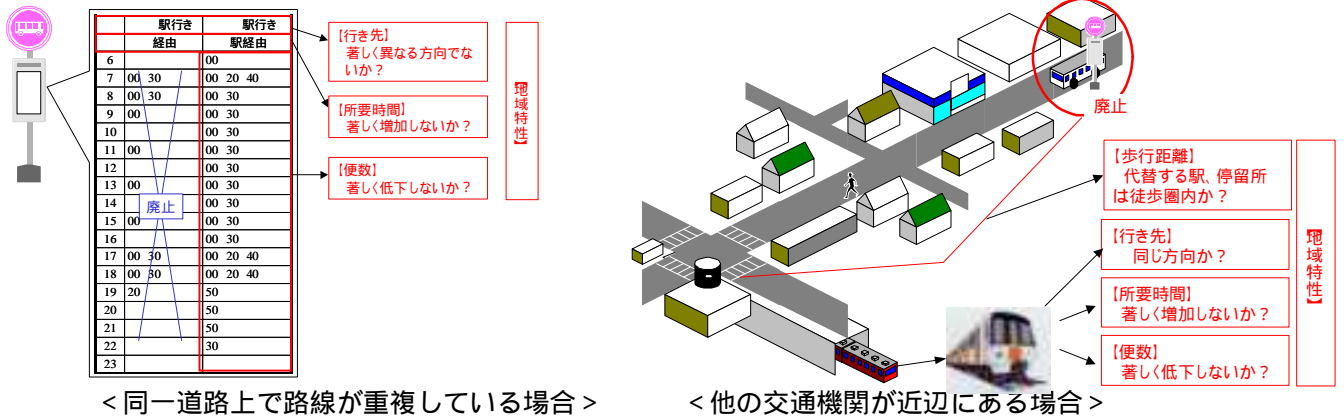 駅行き 駅行き
経由 駅経由
6 00
7 00 30 00 20 40
8 00 30 00 30
9 00 00 30
10 00 30
11 00 00 30
12 00 30
13 00 00 30
14 00 30
15 00 00 30
16 00 30
17 00 30 00 20 40
18 00 30 00 20 40
19 20 50
20 50
21 50
22 30
23
廃止
【行き先】
著しく異なる方向でな
いか?
【所要時間】
著しく増加しないか?
【便数】
著しく低下しないか?
【地域特性】
<同一道路上で路線が重複している場合>
廃止
【歩行距離】
代替する駅、停留所
は徒歩圏内か?
【行き先】
同じ方向か?
【所要時間】
著しく増加しないか?
【便数】
著しく低下しないか?
【地域特性】
<他の交通機関が近辺にある場合>